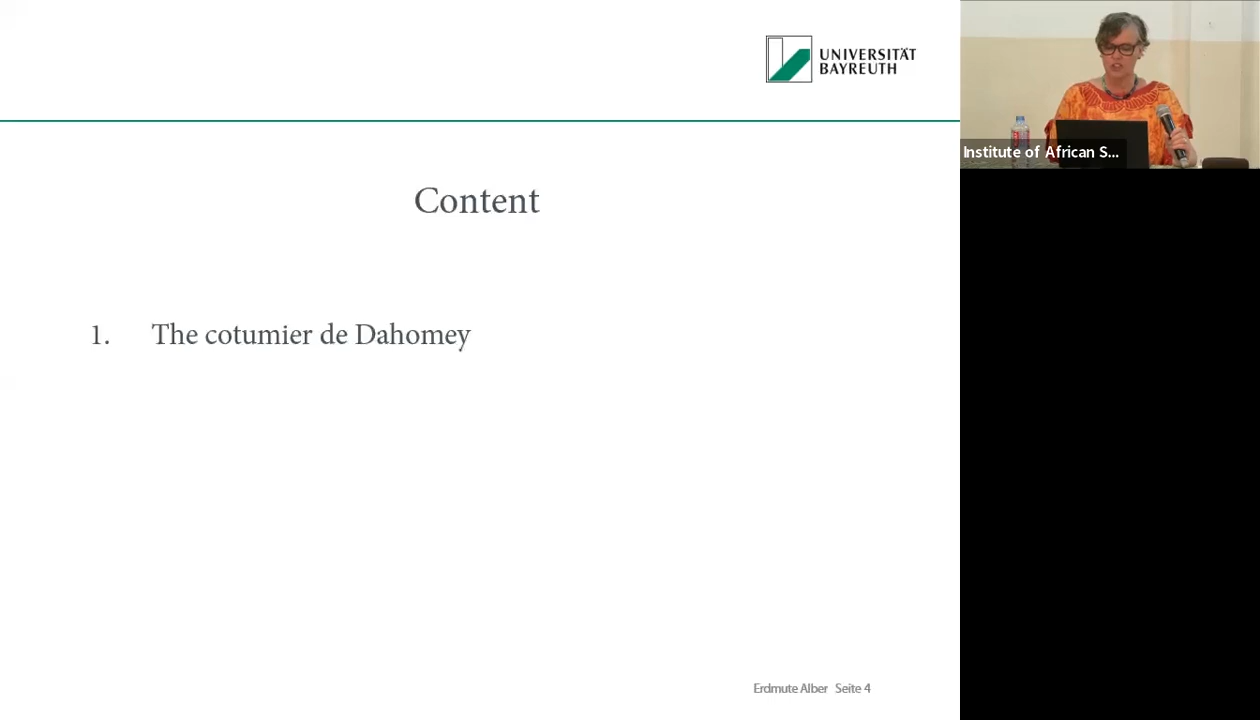 UNIVERSITÄT
BAYREUTH
Institute of African S...
Content
1. The cotumier de Dahomey
Erdmute Alber Seite 4